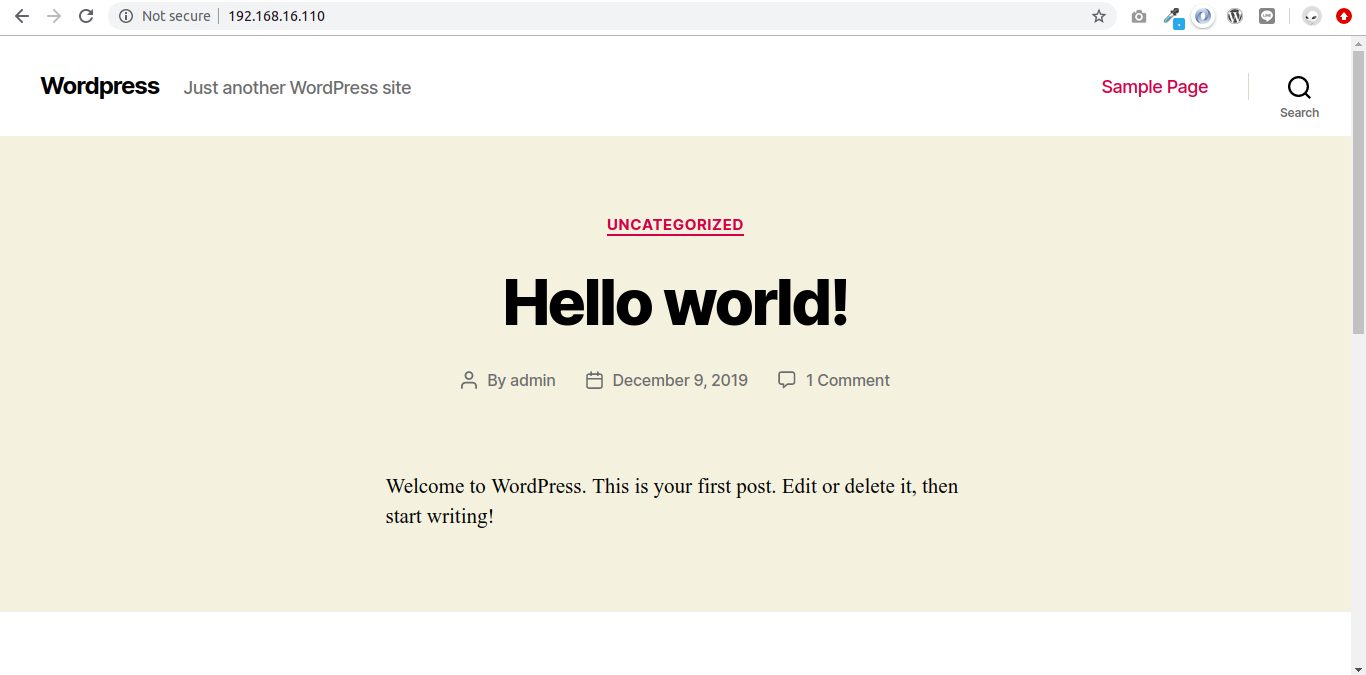 Not secure 192.168.16.110
Wordpress Just another WordPress site Sample Page
Search
UNCATEGORIZED
Hello world!
By admin December 9, 2019 1 Comment
Welcome to WordPress. This is your first post. Edit or delete it, then
start writing!